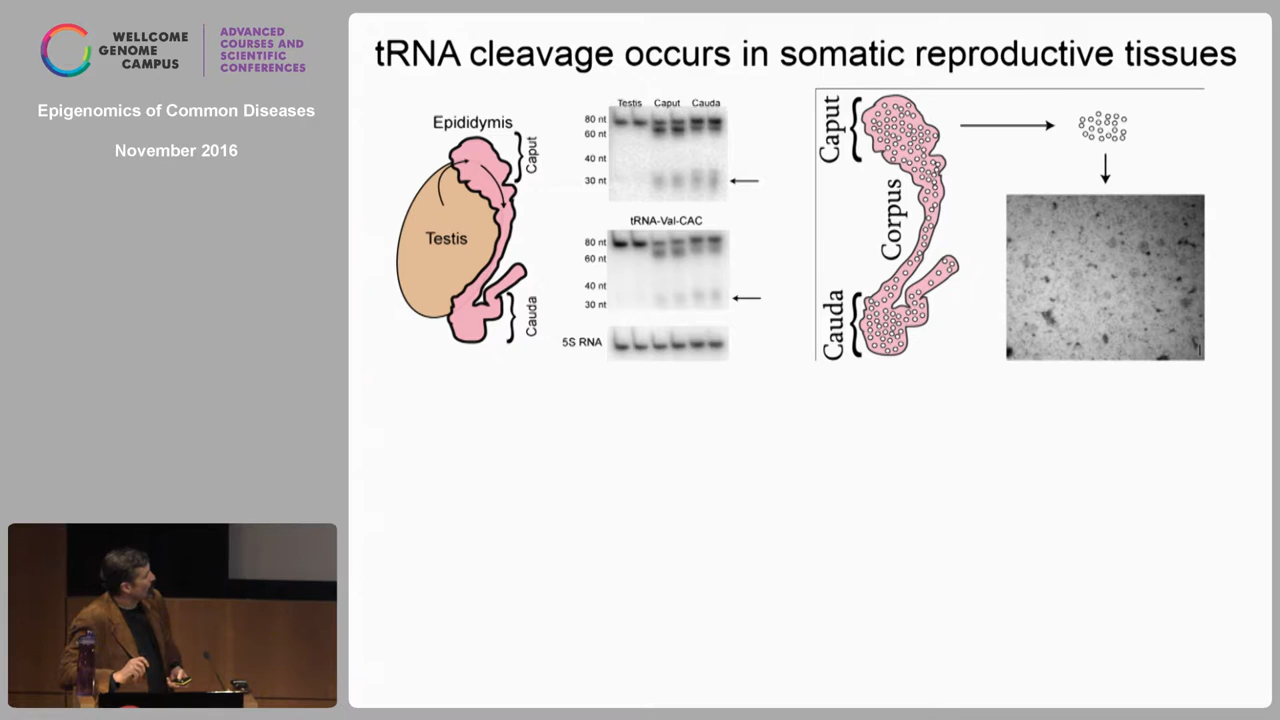 WELLCOME
GENOME
CAMPUS
ADVANCED
COURSES AND
SCIENTIFIC
CONFERENCES
Epigenomics of Common Diseases
November 2016
tRNA cleavage occurs in somatic reproductive tissues
Epididymis
Caput
Testis
Cauda
Testis Caput Cauda
80 nt
60 nt
40 nt
30 nt
tRNA-Val-CAC
80 nt
60 nt
40 nt
30 nt
5S RNA
Caput
Corpus
Cauda